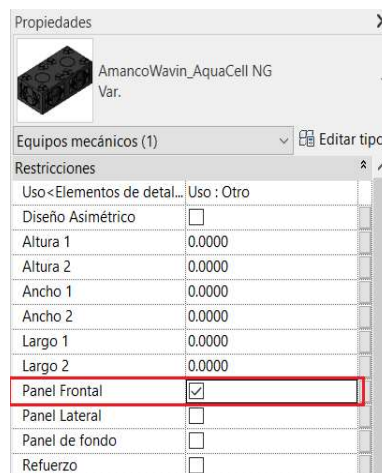 Propiedades
AmancoWavin_AquaCell NG
Var.
Equipos mecánicos (1)
Editar tipo
Restricciones
Uso<Elementos de detal... Uso : Otro
Diseño Asimétrico
Altura 1 0.0000
Altura 2 0.0000
Ancho 1 0.0000
Ancho 2 0.0000
Largo 1 0.0000
Largo 2 0.0000
Panel Frontal
Panel Lateral
Panel de fondo
Refuerzo